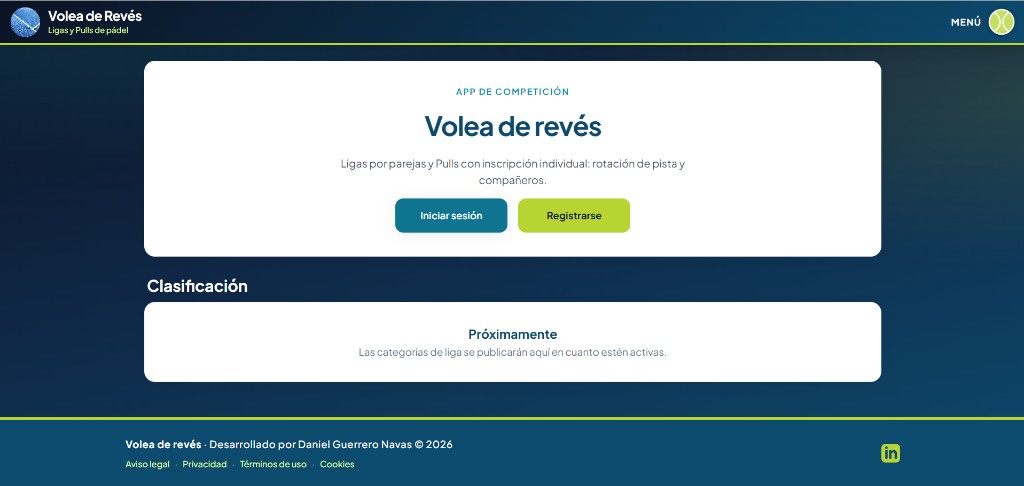 Volea de Revés
Ligas y Pulls de pádel
MENÚ
APP DE COMPETICIÓN
Volea de revés
Ligas por parejas y Pulls con inscripción individual: rotación de pista y
compañeros.
Iniciar sesión
Registrarse
Clasificación
Próximamente
Las categorías de liga se publicarán aquí en cuanto estén activas.
Volea de revés · Desarrollado por Daniel Guerrero Navas © 2026
Aviso legal · Privacidad · Términos de uso · Cookies
in